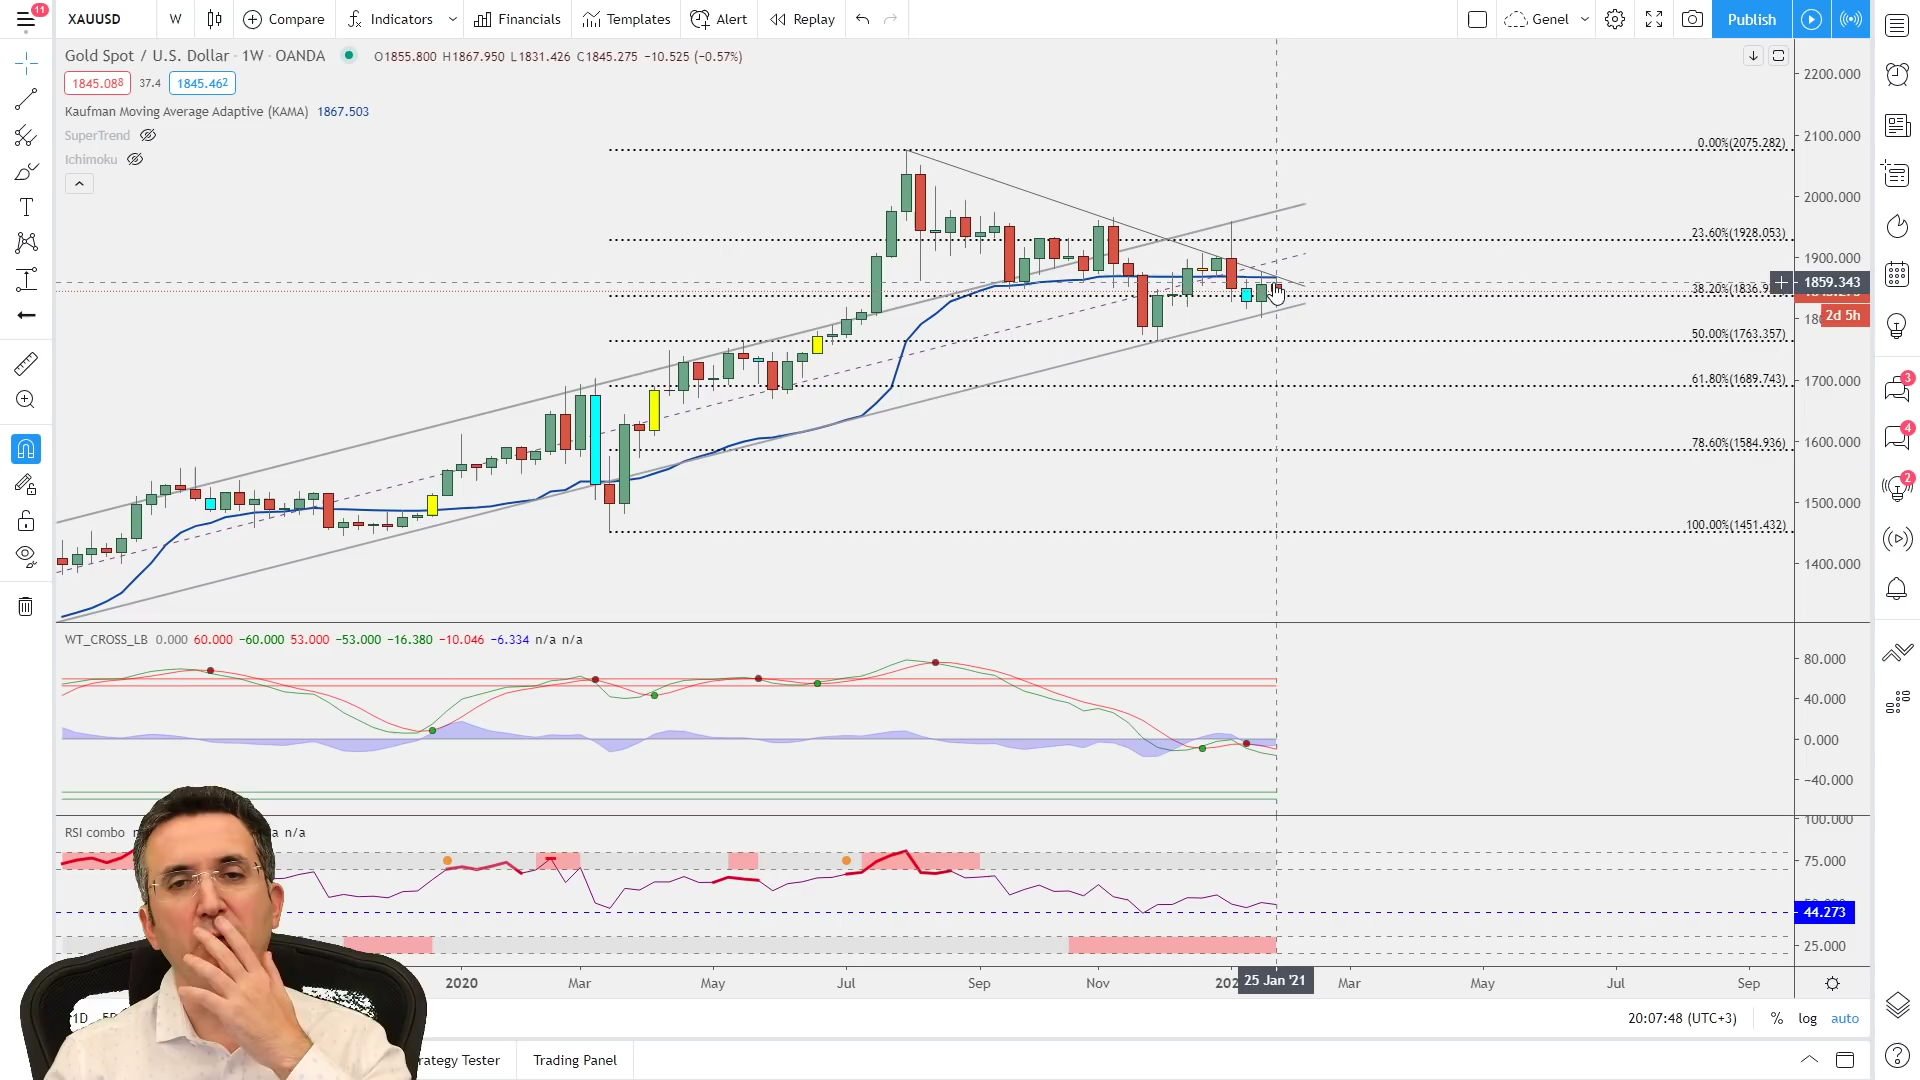 11
XAUUSD W Compare Indicators Financials Templates Alert Replay Genel Publish
Gold Spot / U.S. Dollar · 1W · OANDA O1855.800 H1867.950 L1831.426 C1845.275 −10.525 (−0.57%)
1845.088 37.4 1845.462
Kaufman Moving Average Adaptive (KAMA) 1867.503
SuperTrend
Ichimoku
2200.000
2100.000
0.00%(2075.282)
2000.000
23.60%(1928.053)
1900.000
1859.343
38.20%(1836.9
2d 5h
50.00%(1763.357)
1700.000
61.80%(1689.743)
1600.000
78.60%(1584.936)
1500.000
100.00%(1451.432)
1400.000
3
4
2
WT_CROSS_LB 0.000 60.000 −60.000 53.000 −53.000 −16.380 −10.046 −6.334 n/a n/a
80.000
40.000
0.000
−40.000
RSI combo n/a
100.000
75.000
44.273
25.000
2020 Mar May Jul Sep Nov 25 Jan '21 Mar May Jul Sep
1D 20:07:48 (UTC+3) % log auto
rategy Tester Trading Panel